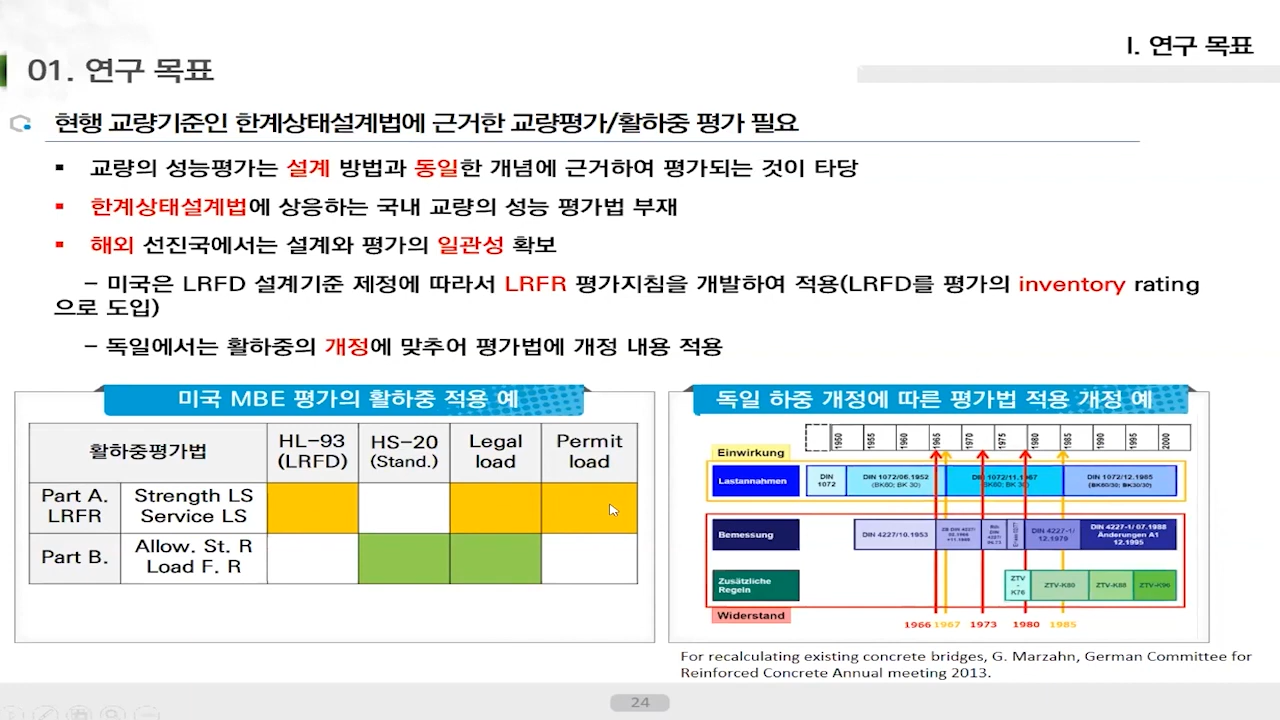 I. 연구 목표
01. 연구 목표
현행 교량기준인 한계상태설계법에 근거한 교량평가/활하중 평가 필요
▪ 교량의 성능평가는 설계 방법과 동일한 개념에 근거하여 평가되는 것이 타당
▪ 한계상태설계법에 상응하는 국내 교량의 성능 평가법 부재
▪ 해외 선진국에서는 설계와 평가의 일관성 확보
– 미국은 LRFD 설계기준 제정에 따라서 LRFR 평가지침을 개발하여 적용(LRFD를 평가의 inventory rating
으로 도입)
– 독일에서는 활하중의 개정에 맞추어 평가법에 개정 내용 적용
미국 MBE 평가의 활하중 적용 예
활하중평가법
HL-93
(LRFD)
HS-20
(Stand.)
Legal
load
Permit
load
Part A.
LRFR
Strength LS
Service LS
Part B.
Allow. St. R
Load F. R
독일 하중 개정에 따른 평가법 적용 개정 예
1950 1955 1960 1965 1970 1975 1980 1985 1990 1995 2000
Einwirkung
Lastannahmen
DIN
1072
DIN 1072/06.1952
(BK60; BK 30)
DIN 1072/11.1967
(BK60; BK 30)
DIN 1072/12.1985
(BK60/30; BK30/30)
Bemessung
DIN 4227/10.1953
DIN 4227-1/
12.1979
DIN 4227-1/ 07.1988
Änderungen A1
12.1995
Zusätzliche
Regeln
ZTV
-
K76
ZTV-K80
ZTV-K88
ZTV-K96
Widerstand
1966 1967 1973 1980 1985
For recalculating existing concrete bridges, G. Marzahn, German Committee for
Reinforced Concrete Annual meeting 2013.
24